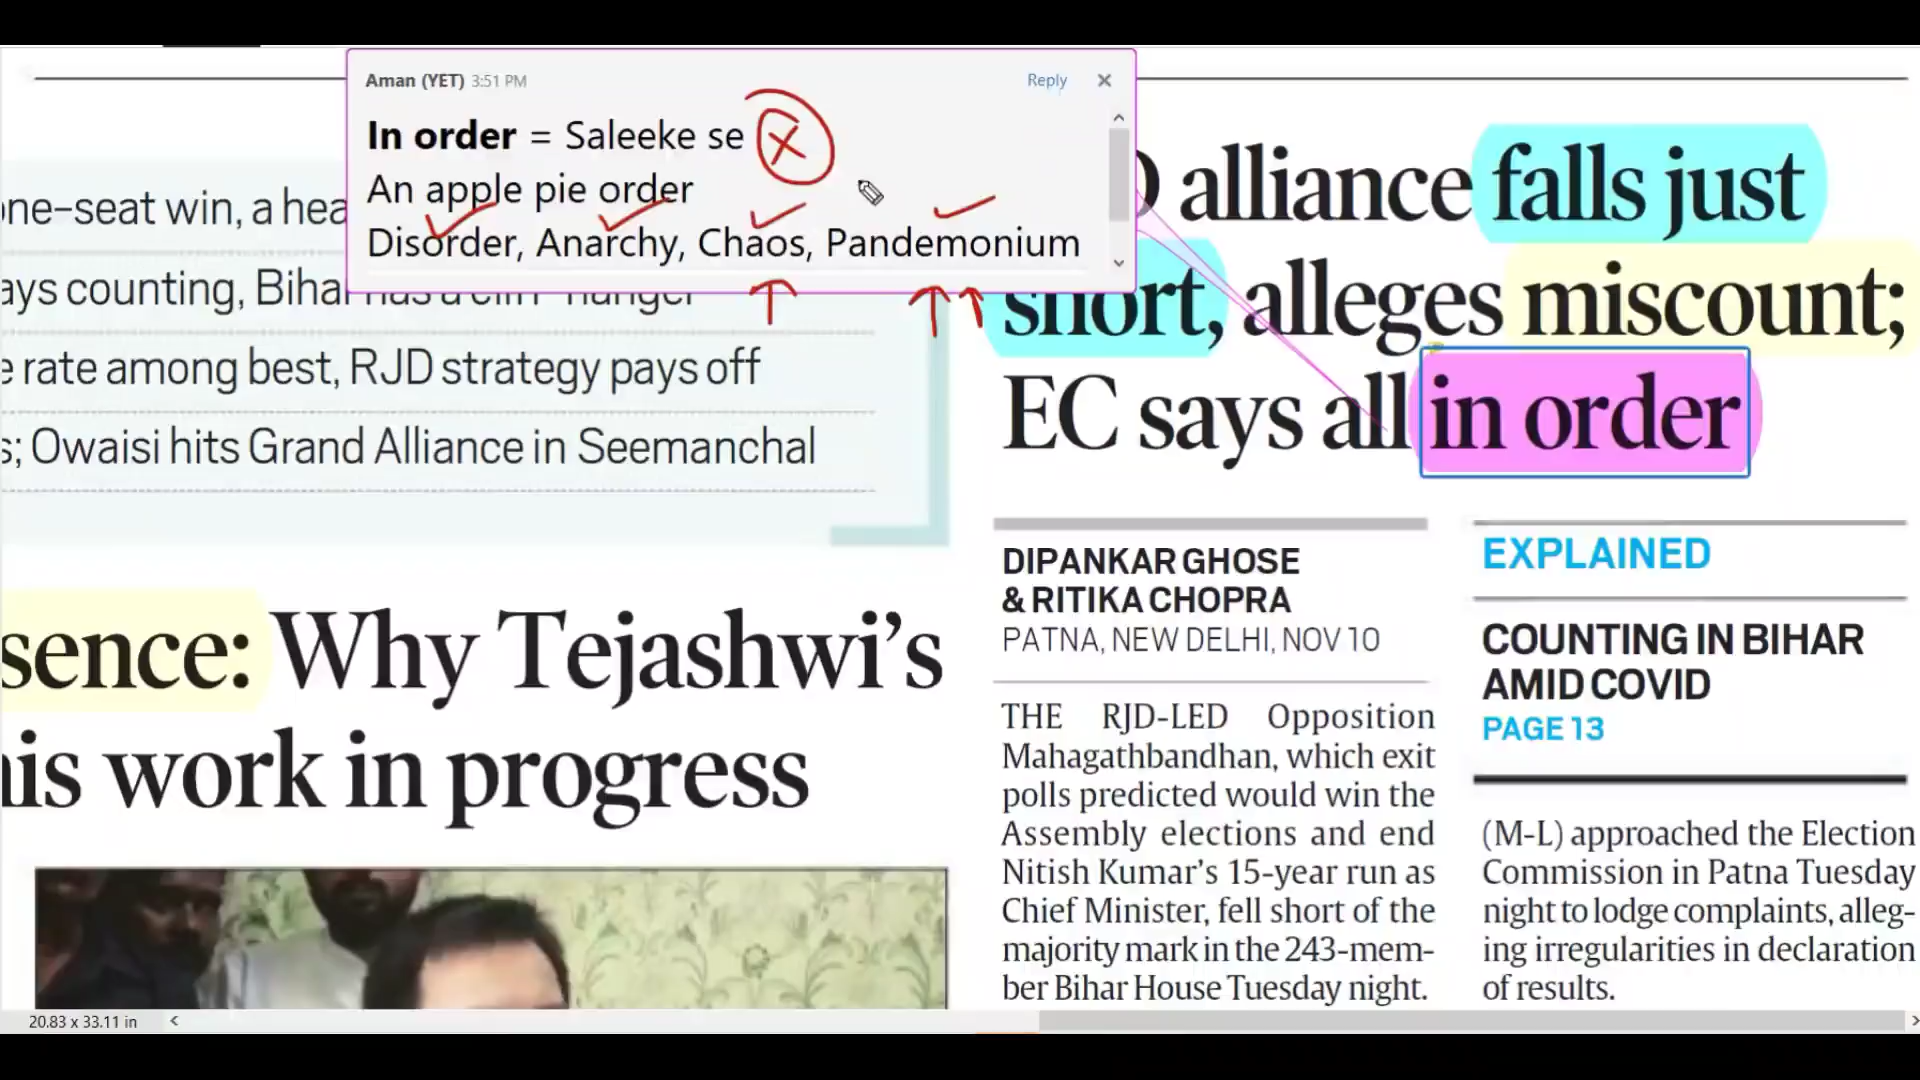 Aman (YET) 3:51 PM
Reply
In order = Saleeke se
An apple pie order
Disorder, Anarchy, Chaos, Pandemonium
one-seat win, a hea
ays counting, Bihar
e rate among best, RJD strategy pays off
s; Owaisi hits Grand Alliance in Seemanchal
sence: Why Tejashwi's
his work in progress
alliance falls just
short, alleges miscount;
EC says all in order
DIPANKAR GHOSE
& RITIKA CHOPRA
PATNA, NEW DELHI, NOV 10
THE RJD-LED Opposition
Mahagathbandhan, which exit
polls predicted would win the
Assembly elections and end
Nitish Kumar's 15-year run as
Chief Minister, fell short of the
majority mark in the 243-mem-
ber Bihar House Tuesday night.
EXPLAINED
COUNTING IN BIHAR
AMID COVID
PAGE 13
(M-L) approached the Election
Commission in Patna Tuesday
night to lodge complaints, alleg-
ing irregularities in declaration
of results.
20.83 x 33.11 in